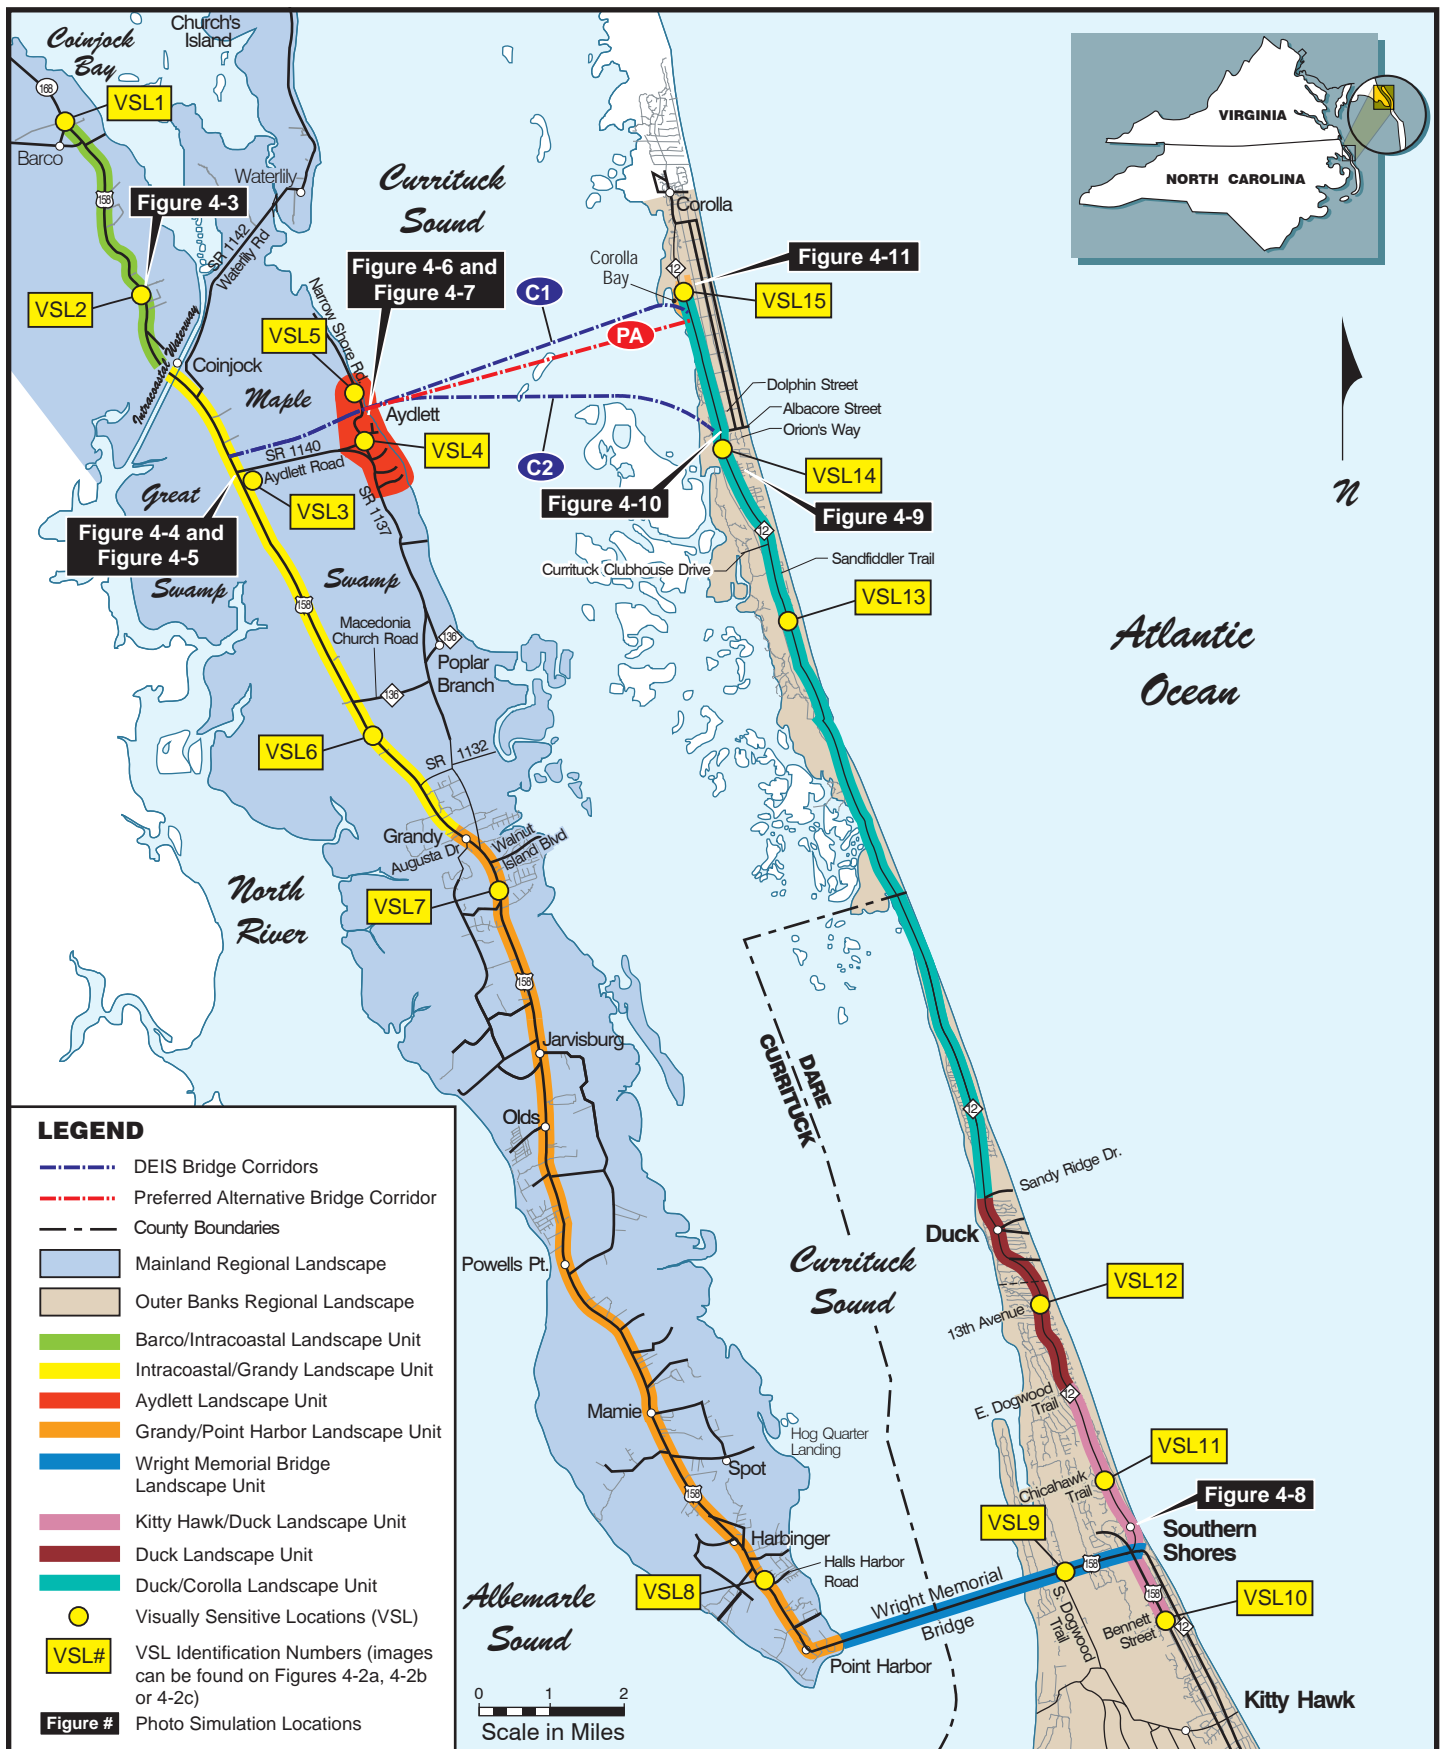 Coinjock
Bay
Church's
Island
168
VSL1
Barco
158
Waterlily
Figure 4-3
SR 1142
Waterlily Rd
VSL2
Intracoastal Waterway
Coinjock
Currituck
Sound
Figure 4-6 and
Figure 4-7
Narrow Shore Rd
VSL5
Maple
Aydlett
VSL4
SR 1140
Aydlett Road
VSL3
SR 1137
Great
Swamp
Figure 4-4 and
Figure 4-5
Swamp
158
C1
PA
C2
Corolla
12
Corolla
Bay
Figure 4-11
VSL15
Dolphin Street
Albacore Street
Orion's Way
VSL14
Figure 4-10
Figure 4-9
12
Currituck Clubhouse Drive
Sandfiddler Trail
VSL13
VIRGINIA
NORTH CAROLINA
N
Atlantic
Ocean
Macedonia
Church Road
136
136
Poplar
Branch
VSL6
SR 1132
Grandy
Augusta Dr
Walnut
Island Blvd
VSL7
North
River
158
Jarvisburg
Olds
Powells Pt.
DARE
CURRITUCK
12
Sandy Ridge Dr.
Duck
Currituck
Sound
VSL12
13th Avenue
12
E. Dogwood
Trail
Mamie
Hog Quarter
Landing
Spot
158
Harbinger
Halls Harbor
Road
VSL8
Albemarle
Sound
Point Harbor
Wright Memorial
Bridge
VSL11
Chicahawk
Trail
Figure 4-8
VSL9
Southern
Shores
158
158
S. Dogwood
Trail
VSL10
Bennett
Street
12
Kitty Hawk
LEGEND
DEIS Bridge Corridors
Preferred Alternative Bridge Corridor
County Boundaries
Mainland Regional Landscape
Outer Banks Regional Landscape
Barco/Intracoastal Landscape Unit
Intracoastal/Grandy Landscape Unit
Aydlett Landscape Unit
Grandy/Point Harbor Landscape Unit
Wright Memorial Bridge
Landscape Unit
Kitty Hawk/Duck Landscape Unit
Duck Landscape Unit
Duck/Corolla Landscape Unit
Visually Sensitive Locations (VSL)
VSL#
VSL Identification Numbers (images
can be found on Figures 4-2a, 4-2b
or 4-2c)
Figure #
Photo Simulation Locations
0 1 2
Scale in Miles